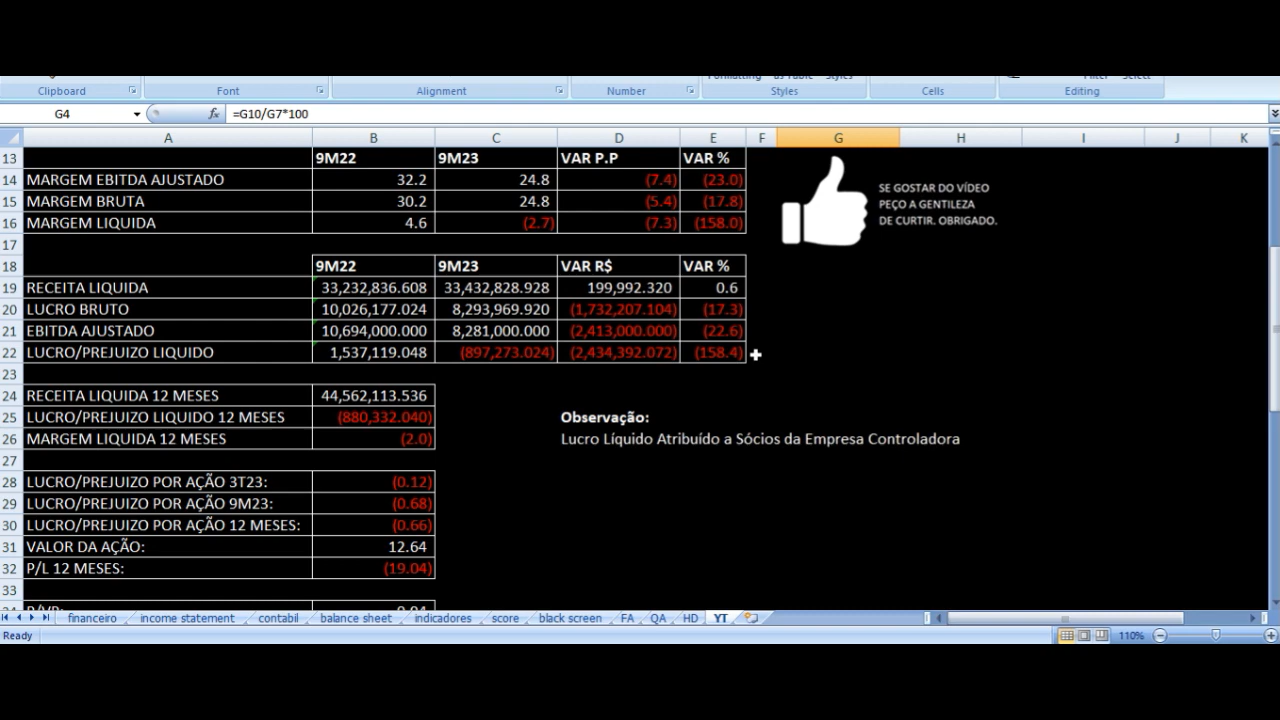 Clipboard Font Alignment Number Styles Cells Editing
G4 fx =G10/G7*100
A B C D E F G H I J K
13 9M22 9M23 VAR P.P VAR %
14 MARGEM EBITDA AJUSTADO 32.2 24.8 (7.4) (23.0)
15 MARGEM BRUTA 30.2 24.8 (5.4) (17.8)
16 MARGEM LIQUIDA 4.6 (2.7) (7.3) (158.0)
SE GOSTAR DO VÍDEO
PEÇO A GENTILEZA
DE CURTIR. OBRIGADO.
17
18 9M22 9M23 VAR R$ VAR %
19 RECEITA LIQUIDA 33,232,836.608 33,432,828.928 199,992.320 0.6
20 LUCRO BRUTO 10,026,177.024 8,293,969.920 (1,732,207.104) (17.3)
21 EBITDA AJUSTADO 10,694,000.000 8,281,000.000 (2,413,000.000) (22.6)
22 LUCRO/PREJUIZO LIQUIDO 1,537,119.048 (897,273.024) (2,434,392.072) (158.4)
23
24 RECEITA LIQUIDA 12 MESES 44,562,113.536
25 LUCRO/PREJUIZO LIQUIDO 12 MESES (880,332.040) Observação:
26 MARGEM LIQUIDA 12 MESES (2.0) Lucro Líquido Atribuído a Sócios da Empresa Controladora
27
28 LUCRO/PREJUIZO POR AÇÃO 3T23: (0.12)
29 LUCRO/PREJUIZO POR AÇÃO 9M23: (0.68)
30 LUCRO/PREJUIZO POR AÇÃO 12 MESES: (0.66)
31 VALOR DA AÇÃO: 12.64
32 P/L 12 MESES: (19.04)
33
financeiro income statement contabil balance sheet indicadores score black screen FA QA HD YT
Ready 110%